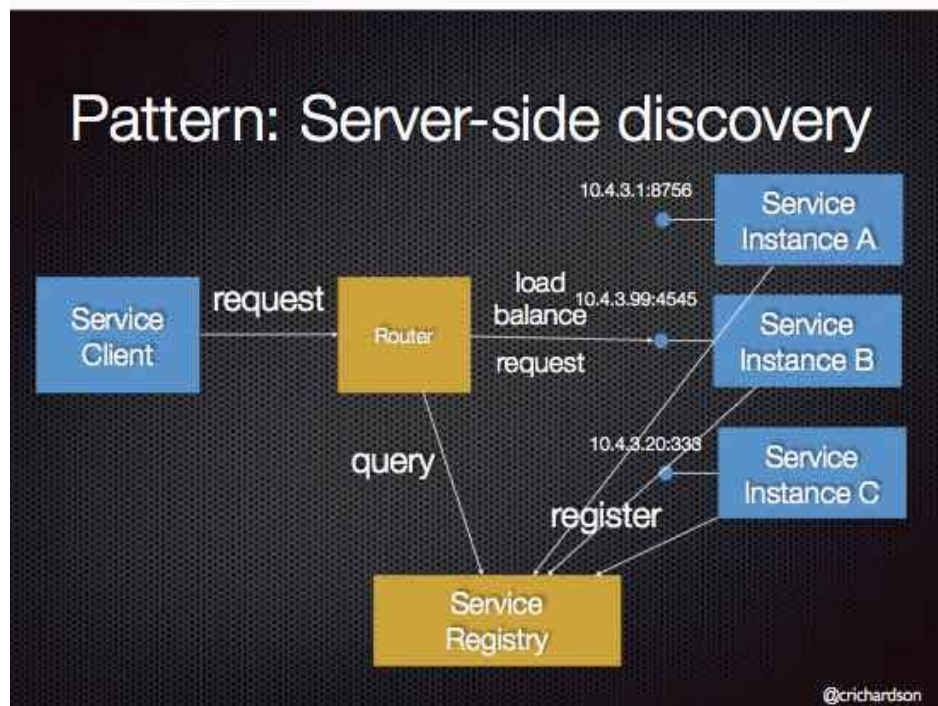 Pattern: Server-side discovery
10.4.3.1:8756
Service
Instance A
Service
Client
request
Router
load
balance
request
10.4.3.99:4545
Service
Instance B
query
10.4.3.20:333
Service
Instance C
register
Service
Registry
@crichardson